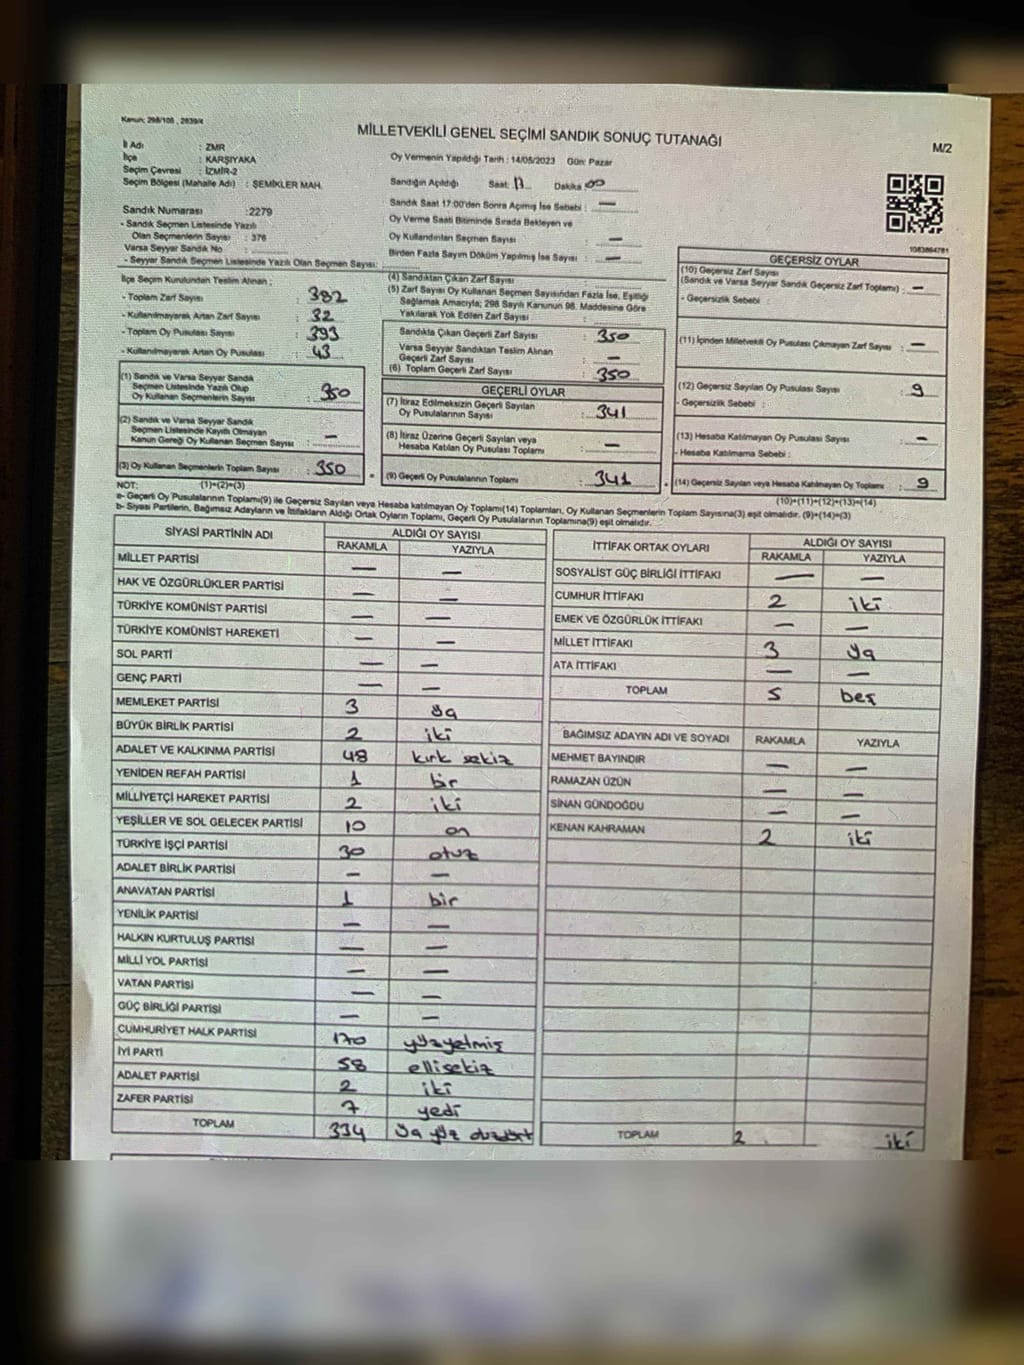 Kanun: 298/105 , 2839/4
MİLLETVEKİLİ GENEL SEÇİMİ SANDIK SONUÇ TUTANAĞI
M/2
İl Adı : ZMR
İlçe : KARŞIYAKA
Seçim Çevresi : İZMİR-2
Seçim Bölgesi (Mahalle Adı) : ŞEMİKLER MAH.
Oy Vermenin Yapıldığı Tarih : 14/05/2023 Gün: Pazar
Sandığın Açıldığı Saat: 17 Dakika 00
Sandık Saat 17:00'den Sonra Açılmış İse Sebebi : —
Oy Verme Saati Bitiminde Sırada Bekleyen ve
Oy Kullandırılan Seçmen Sayısı : —
Birden Fazla Sayım Döküm Yapılmış İse Sayısı : —
Sandık Numarası :2279
- Sandık Seçmen Listesinde Yazılı
Olan Seçmenlerin Sayısı : 376
Varsa Seyyar Sandık No :
- Seyyar Sandık Seçmen Listesinde Yazılı Olan Seçmen Sayısı:
1083864781
İlçe Seçim Kurulundan Teslim Alınan ;
- Toplam Zarf Sayısı : 382
- Kullanılmayarak Artan Zarf Sayısı : 32
- Toplam Oy Pusulası Sayısı : 393
- Kullanılmayarak Artan Oy Pusulası : 43
(1) Sandık ve Varsa Seyyar Sandık
Seçmen Listesinde Yazılı Olup
Oy Kullanan Seçmenlerin Sayısı : 350
(2) Sandık ve Varsa Seyyar Sandık
Seçmen Listesinde Kayıtlı Olmayan
Kanun Gereği Oy Kullanan Seçmen Sayısı : —
(3) Oy Kullanan Seçmenlerin Toplam Sayısı : 350
(4) Sandıktan Çıkan Zarf Sayısı :
(5) Zarf Sayısı Oy Kullanan Seçmen Sayısından Fazla İse, Eşitliği
Sağlamak Amacıyla; 298 Sayılı Kanunun 98. Maddesine Göre
Yakılarak Yok Edilen Zarf Sayısı :
Sandıkta Çıkan Geçerli Zarf Sayısı : 350
Varsa Seyyar Sandıktan Teslim Alınan
Geçerli Zarf Sayısı : —
(6) Toplam Geçerli Zarf Sayısı : 350
GEÇERLİ OYLAR
(7) İtiraz Edilmeksizin Geçerli Sayılan
Oy Pusulalarının Sayısı : 341
(8) İtiraz Üzerine Geçerli Sayılan veya
Hesaba Katılan Oy Pusulası Toplamı : —
(9) Geçerli Oy Pusulalarının Toplamı : 341
GEÇERSİZ OYLAR
(10) Geçersiz Zarf Sayısı
(Sandık ve Varsa Seyyar Sandık Geçersiz Zarf Toplamı) : —
- Geçersizlik Sebebi :
(11) İçinden Milletvekili Oy Pusulası Çıkmayan Zarf Sayısı : —
(12) Geçersiz Sayılan Oy Pusulası Sayısı : 9
- Geçersizlik Sebebi :
(13) Hesaba Katılmayan Oy Pusulası Sayısı : —
- Hesaba Katılmama Sebebi :
(14) Geçersiz Sayılan veya Hesaba Katılmayan Oy Toplamı : 9
NOT: (1)+(2)=(3)
(10)+(11)+(12)+(13)=(14)
a- Geçerli Oy Pusulalarının Toplamı(9) ile Geçersiz Sayılan veya Hesaba katılmayan Oy Toplamı(14) Toplamları, Oy Kullanan Seçmenlerin Toplam Sayısına(3) eşit olmalıdır. (9)+(14)=(3)
b- Siyasi Partilerin, Bağımsız Adayların ve İttifakların Aldığı Ortak Oyların Toplamı, Geçerli Oy Pusulalarının Toplamına(9) eşit olmalıdır.
SİYASİ PARTİNİN ADI ALDIĞI OY SAYISI
RAKAMLA YAZIYLA
MİLLET PARTİSİ — —
HAK VE ÖZGÜRLÜKLER PARTİSİ — —
TÜRKİYE KOMÜNİST PARTİSİ — —
TÜRKİYE KOMÜNİST HAREKETİ — —
SOL PARTİ — —
GENÇ PARTİ — —
MEMLEKET PARTİSİ 3 üç
BÜYÜK BİRLİK PARTİSİ 2 iki
ADALET VE KALKINMA PARTİSİ 48 kırk sekiz
YENİDEN REFAH PARTİSİ 1 bir
MİLLİYETÇİ HAREKET PARTİSİ 2 iki
YEŞİLLER VE SOL GELECEK PARTİSİ 10 on
TÜRKİYE İŞÇİ PARTİSİ 30 otuz
ADALET BİRLİK PARTİSİ — —
ANAVATAN PARTİSİ 1 bir
YENİLİK PARTİSİ — —
HALKIN KURTULUŞ PARTİSİ — —
MİLLİ YOL PARTİSİ — —
VATAN PARTİSİ — —
GÜÇ BİRLİĞİ PARTİSİ — —
CUMHURİYET HALK PARTİSİ 170 yüzyetmiş
İYİ PARTİ 58 ellisekiz
ADALET PARTİSİ 2 iki
ZAFER PARTİSİ 7 yedi
TOPLAM 334 üç yüz otuzdört
İTTİFAK ORTAK OYLARI ALDIĞI OY SAYISI
RAKAMLA YAZIYLA
SOSYALİST GÜÇ BİRLİĞİ İTTİFAKI — —
CUMHUR İTTİFAKI 2 iki
EMEK VE ÖZGÜRLÜK İTTİFAKI — —
MİLLET İTTİFAKI 3 üç
ATA İTTİFAKI — —
TOPLAM 5 beş
BAĞIMSIZ ADAYIN ADI VE SOYADI RAKAMLA YAZIYLA
MEHMET BAYINDIR — —
RAMAZAN ÜZÜN — —
SİNAN GÜNDOĞDU — —
KENAN KAHRAMAN 2 iki
TOPLAM 2 iki